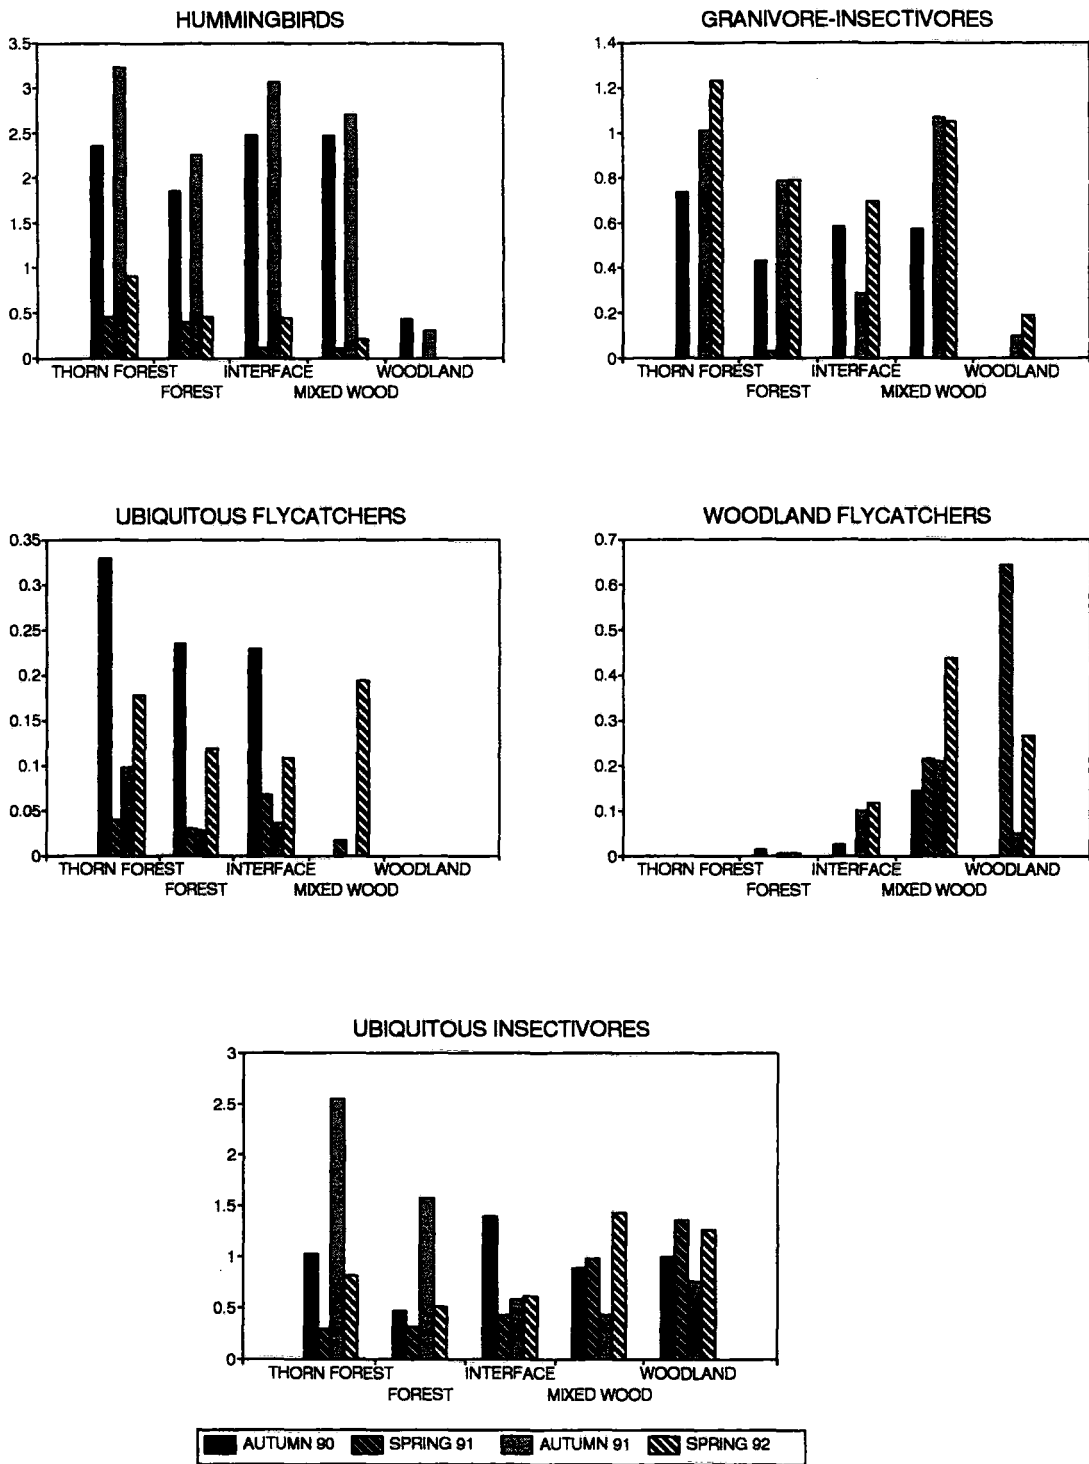 HUMMINGBIRDS
3.5
3
2.5
2
1.5
1
0.5
0
THORN FOREST INTERFACE WOODLAND
FOREST MIXED WOOD
GRANIVORE-INSECTIVORES
1.4
1.2
1
0.8
0.6
0.4
0.2
0
THORN FOREST INTERFACE WOODLAND
FOREST MIXED WOOD
UBIQUITOUS FLYCATCHERS
0.35
0.3
0.25
0.2
0.15
0.1
0.05
0
THORN FOREST INTERFACE WOODLAND
FOREST MIXED WOOD
WOODLAND FLYCATCHERS
0.7
0.6
0.5
0.4
0.3
0.2
0.1
0
THORN FOREST INTERFACE WOODLAND
FOREST MIXED WOOD
UBIQUITOUS INSECTIVORES
3
2.5
2
1.5
1
0.5
0
THORN FOREST INTERFACE WOODLAND
FOREST MIXED WOOD
AUTUMN 90 SPRING 91 AUTUMN 91 SPRING 92